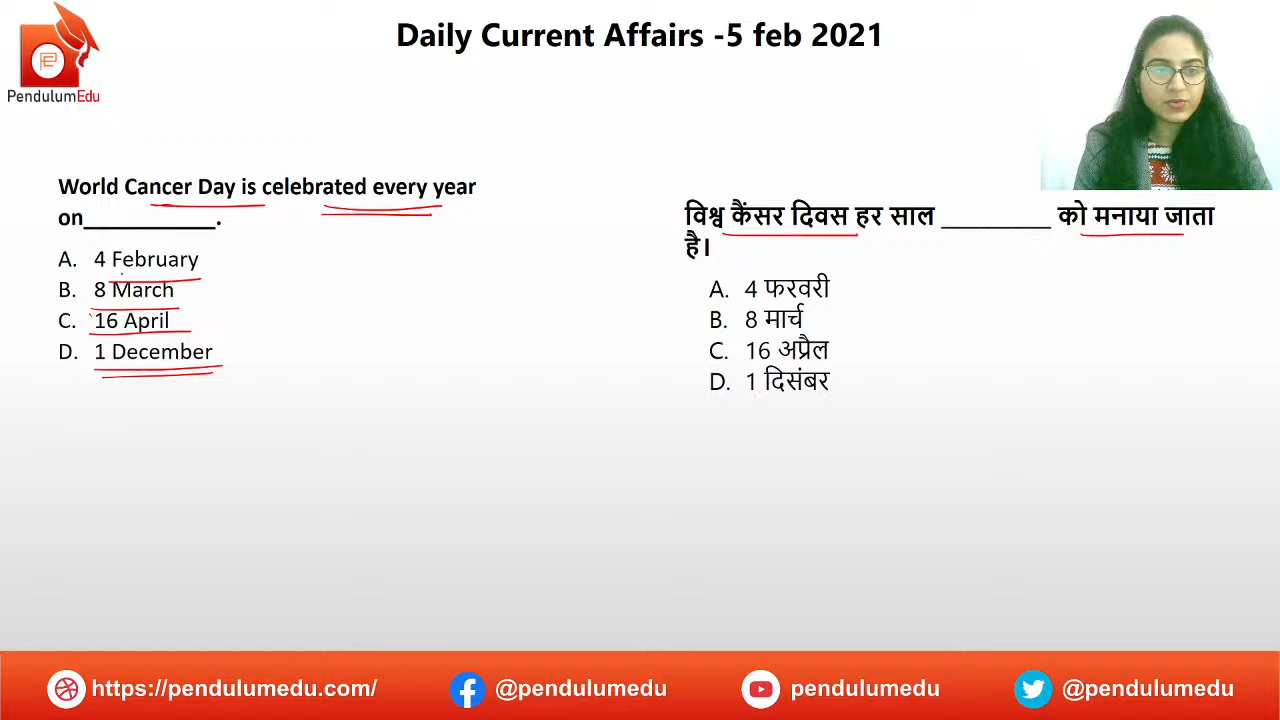 Daily Current Affairs -5 feb 2021
PendulumEdu
World Cancer Day is celebrated every year
on__________.
A. 4 February
B. 8 March
C. 16 April
D. 1 December
विश्व कैंसर दिवस हर साल ________ को मनाया जाता
है।
A. 4 फरवरी
B. 8 मार्च
C. 16 अप्रैल
D. 1 दिसंबर
https://pendulumedu.com/
@pendulumedu
pendulumedu
@pendulumedu